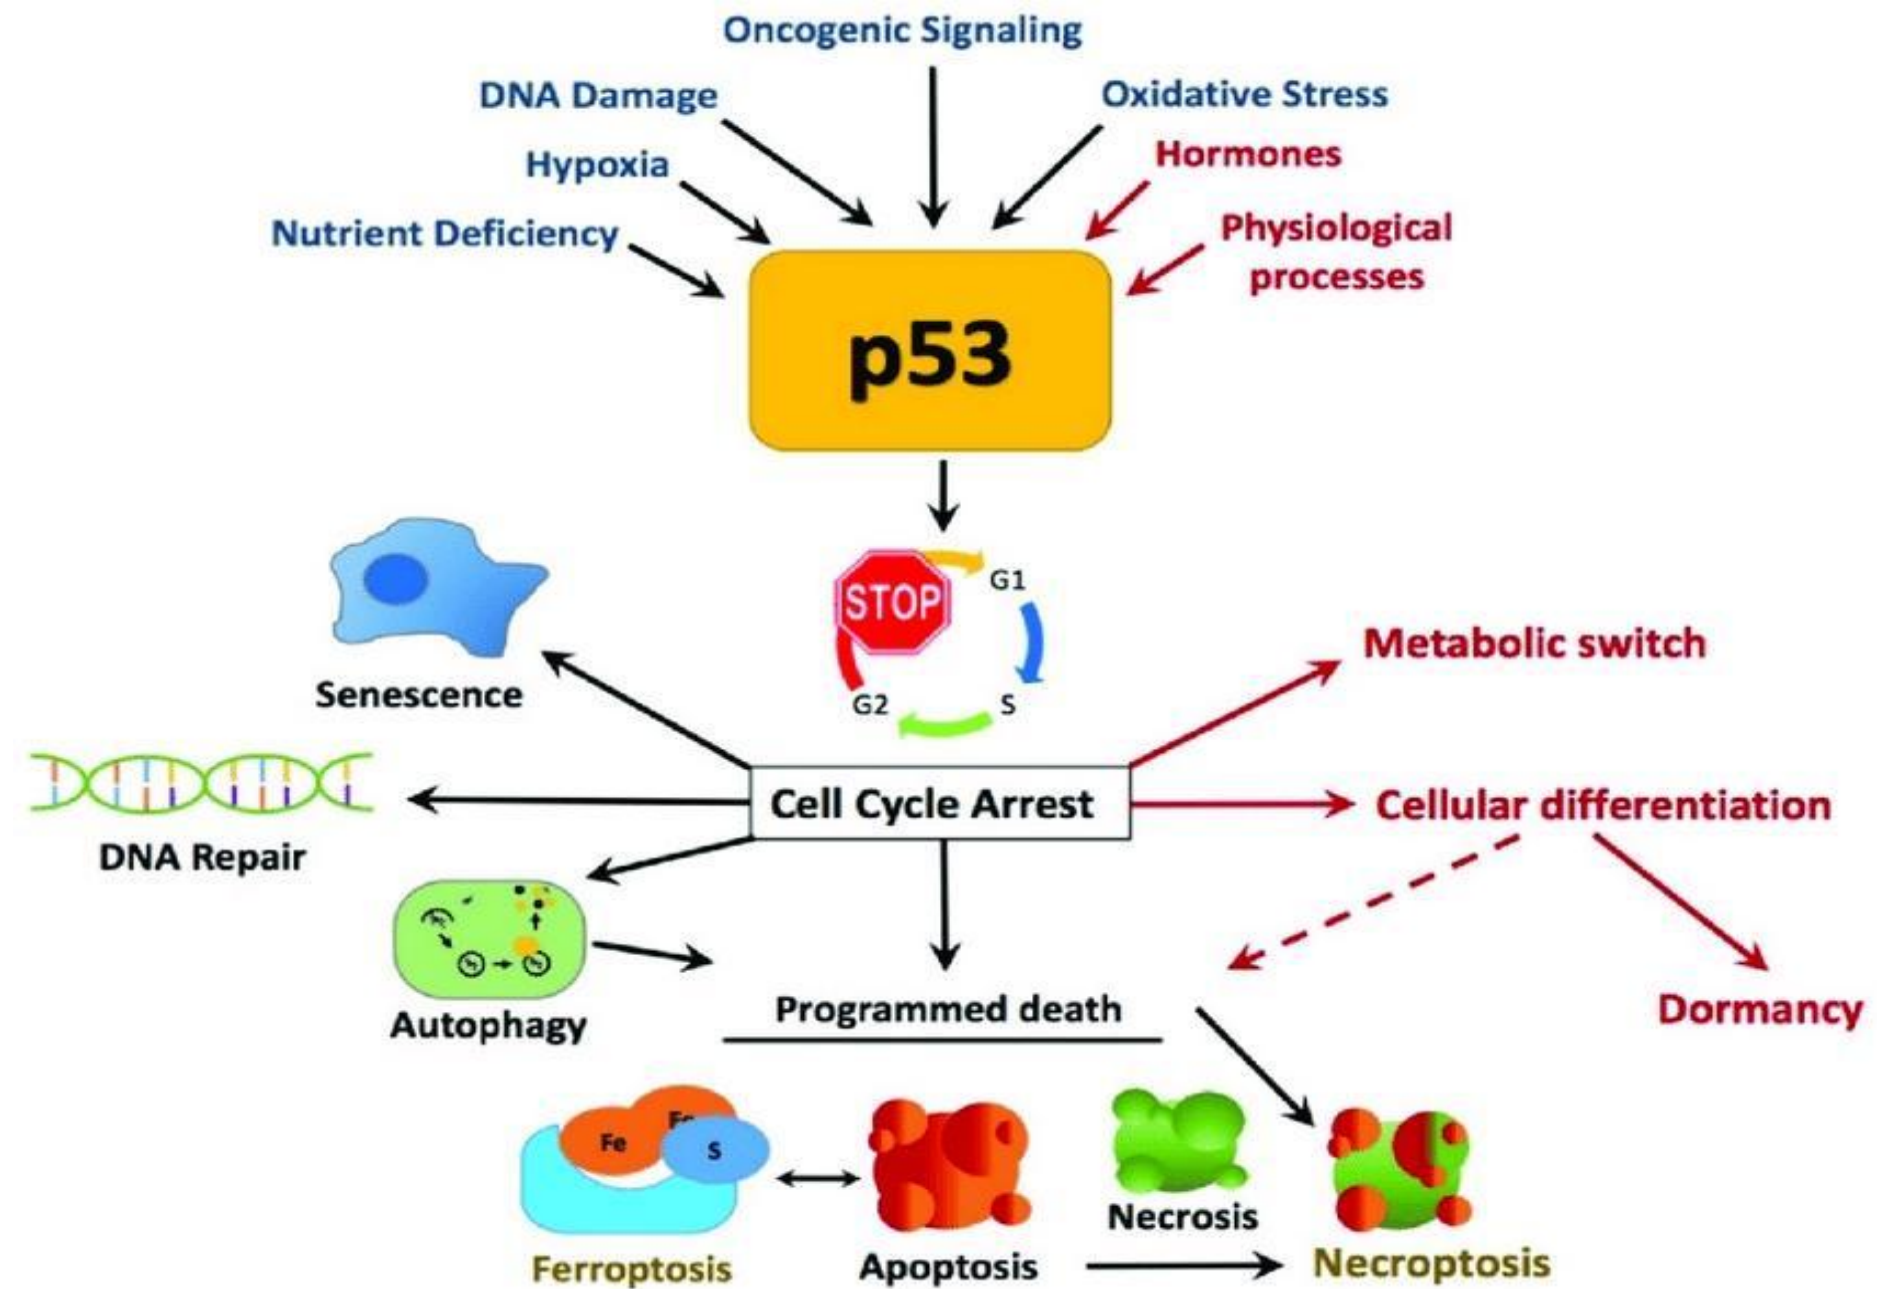 Oncogenic Signaling
DNA Damage
Oxidative Stress
Hypoxia
Hormones
Nutrient Deficiency
Physiological
processes
p53
STOP
G1
G2
S
Senescence
Metabolic switch
Cell Cycle Arrest
Cellular differentiation
DNA Repair
Autophagy
Programmed death
Dormancy
Fe
Fe
S
Necrosis
Ferroptosis
Apoptosis
Necroptosis